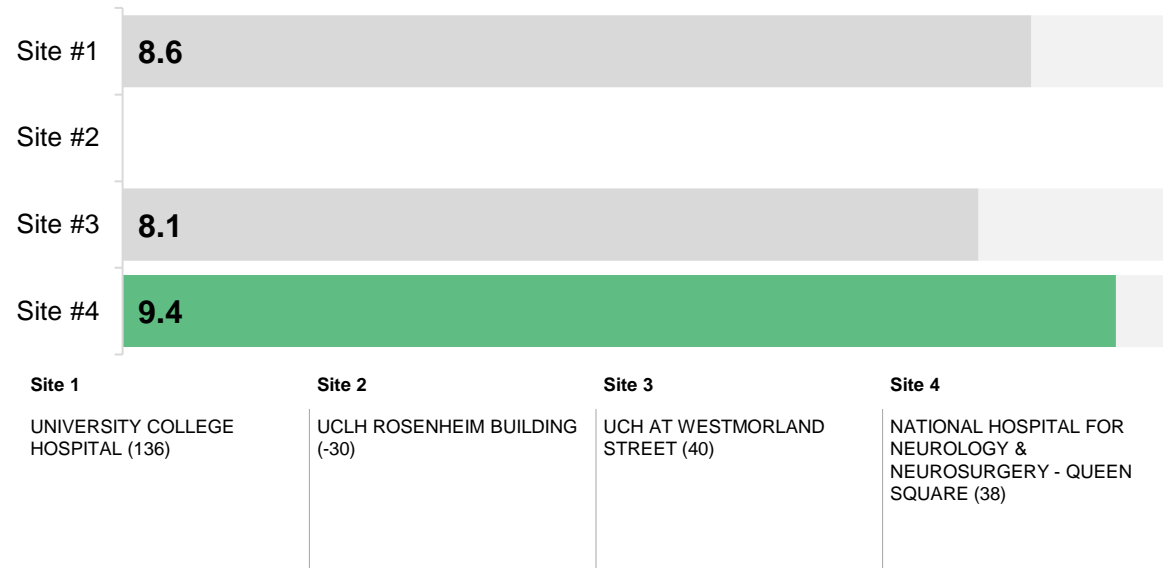 Site #1
8.6
Site #2
Site #3
8.1
Site #4
9.4
Site 1
UNIVERSITY COLLEGE
HOSPITAL (136)
Site 2
UCLH ROSENHEIM BUILDING
(-30)
Site 3
UCH AT WESTMORLAND
STREET (40)
Site 4
NATIONAL HOSPITAL FOR
NEUROLOGY &
NEUROSURGERY - QUEEN
SQUARE (38)